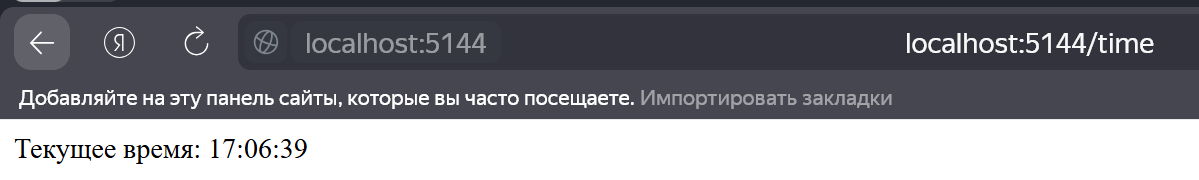 Я localhost:5144 localhost:5144/time
Добавляйте на эту панель сайты, которые вы часто посещаете. Импортировать закладки
Текущее время: 17:06:39